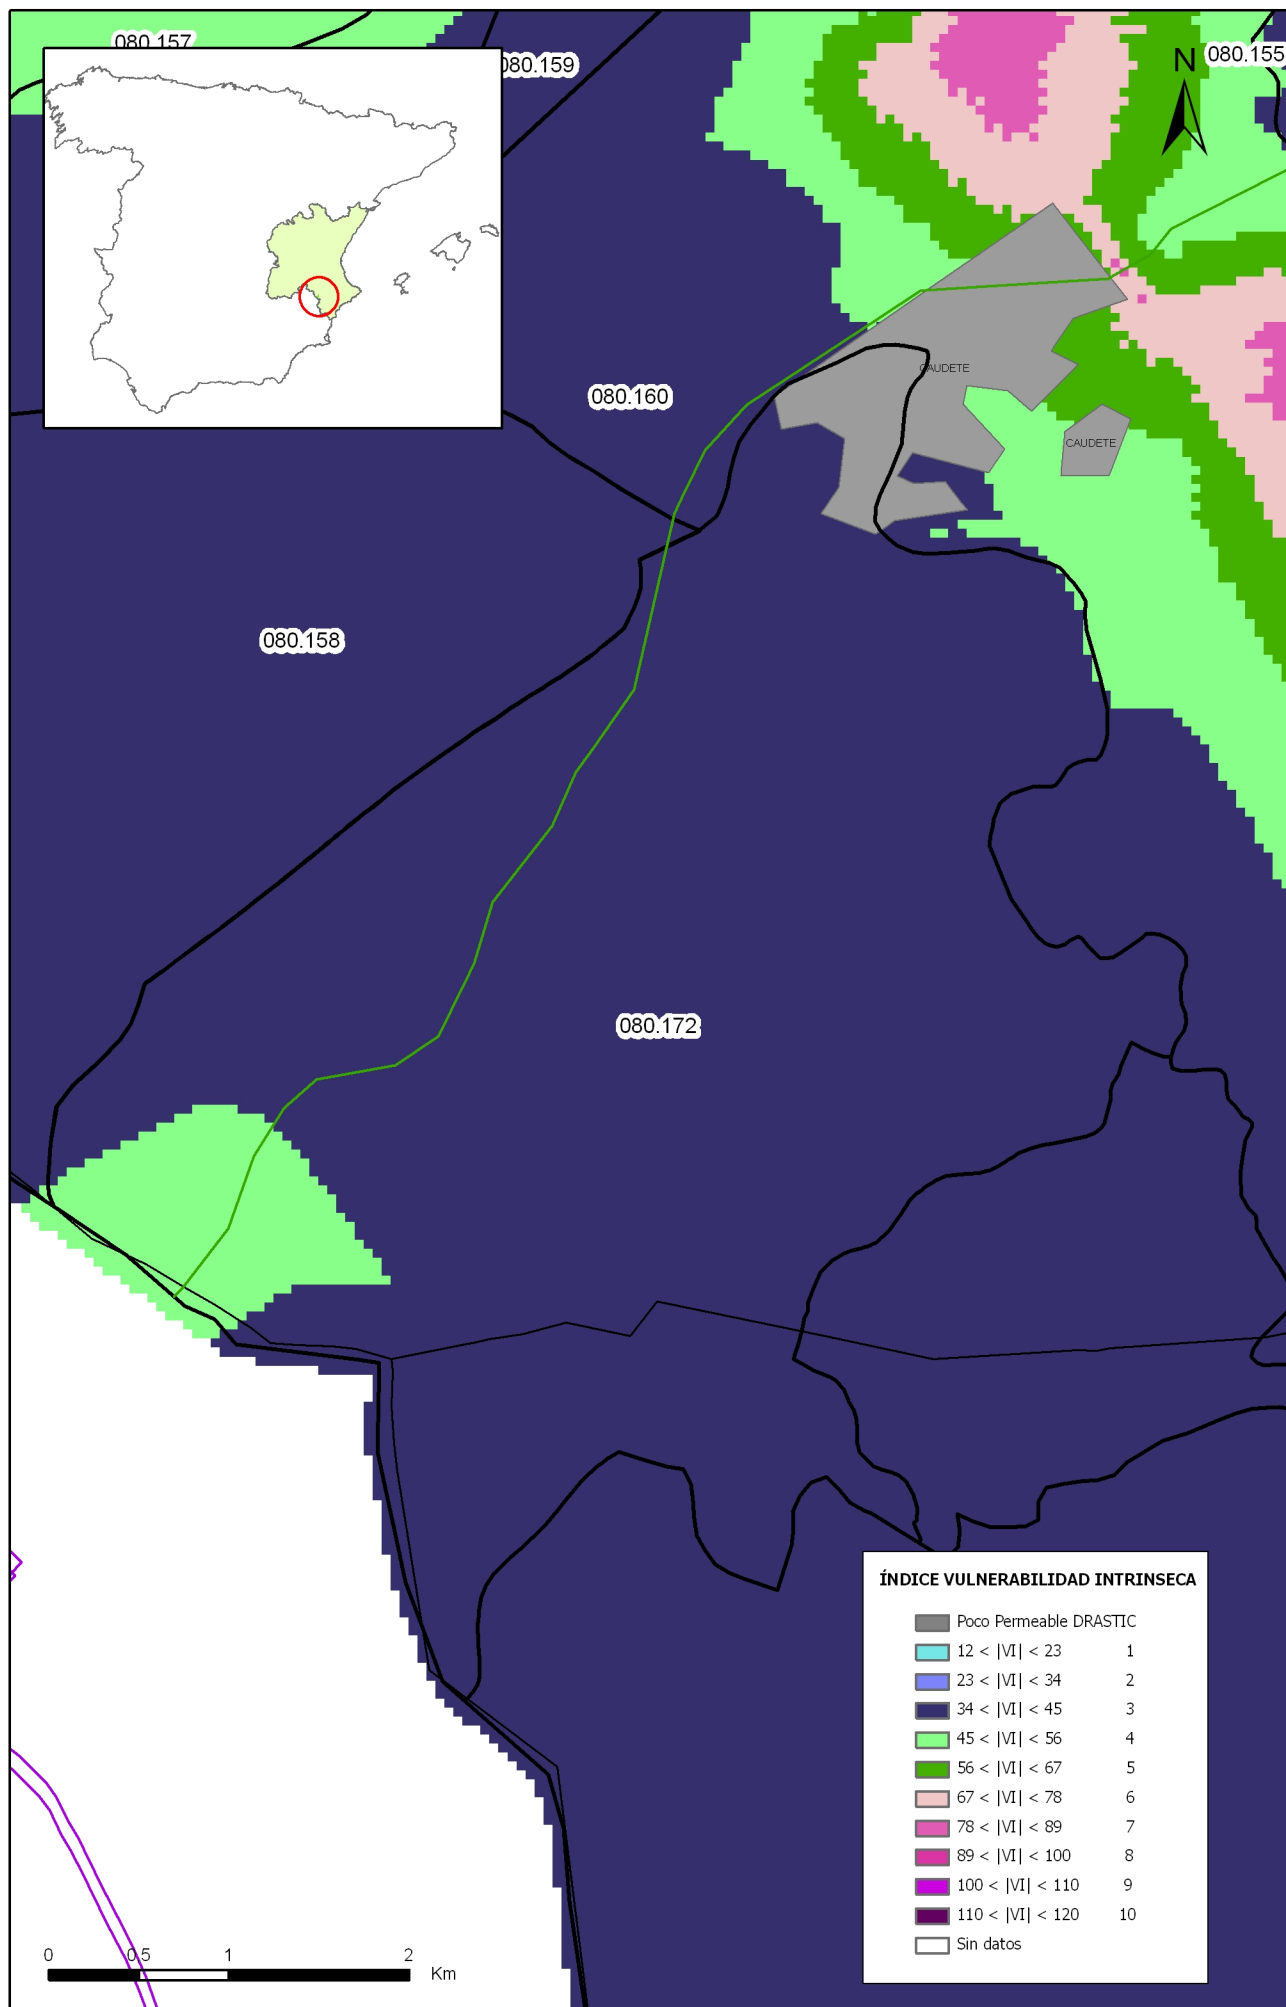 080.157
080.159
N
080.155
CAUDETE
080.160
CAUDETE
080.158
080.172
ÍNDICE VULNERABILIDAD INTRINSECA
Poco Permeable DRASTIC
12 < |VI| < 23 1
23 < |VI| < 34 2
34 < |VI| < 45 3
45 < |VI| < 56 4
56 < |VI| < 67 5
67 < |VI| < 78 6
78 < |VI| < 89 7
89 < |VI| < 100 8
100 < |VI| < 110 9
110 < |VI| < 120 10
Sin datos
0 0.5 1 2
Km